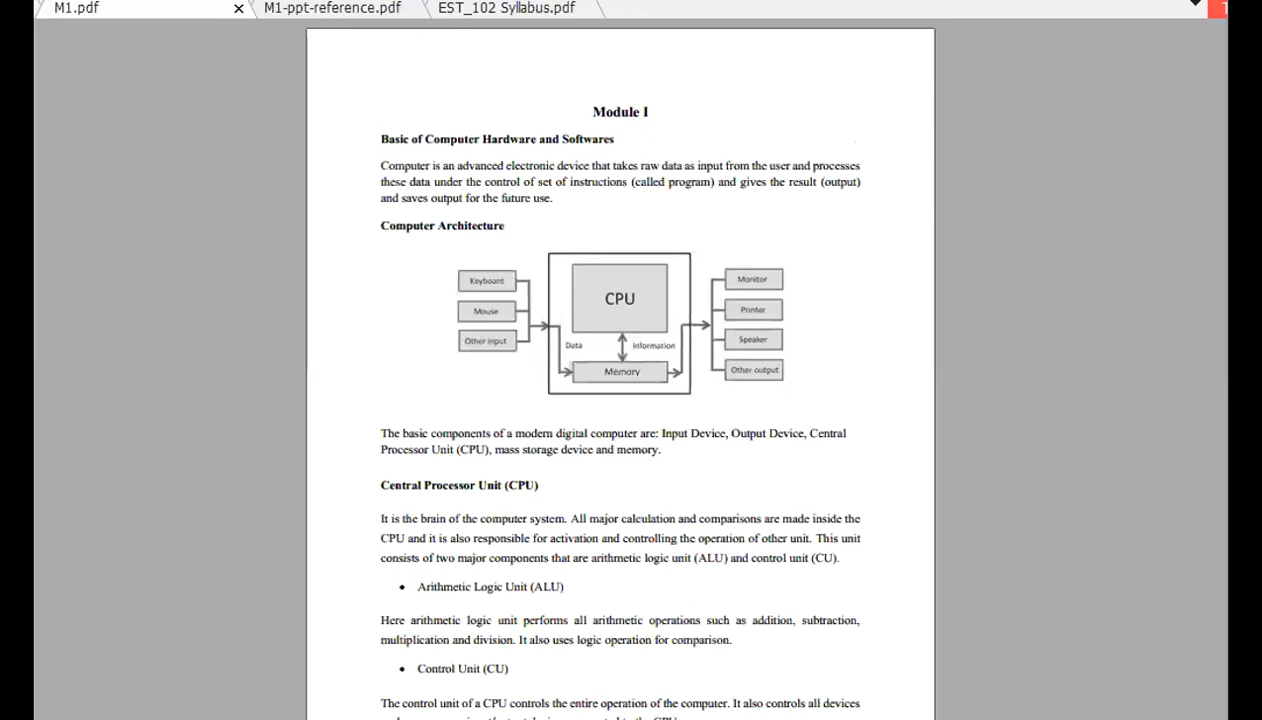 M1.pdf
M1-ppt-reference.pdf
EST_102 Syllabus.pdf
Module I
Basic of Computer Hardware and Softwares
Computer is an advanced electronic device that takes raw data as input from the user and processes
these data under the control of set of instructions (called program) and gives the result (output)
and saves output for the future use.
Computer Architecture
Keyboard
Mouse
Other input
CPU
Data
Information
Memory
Monitor
Printer
Speaker
Other output
The basic components of a modern digital computer are: Input Device, Output Device, Central
Processor Unit (CPU), mass storage device and memory.
Central Processor Unit (CPU)
It is the brain of the computer system. All major calculation and comparisons are made inside the
CPU and it is also responsible for activation and controlling the operation of other unit. This unit
consists of two major components that are arithmetic logic unit (ALU) and control unit (CU).
• Arithmetic Logic Unit (ALU)
Here arithmetic logic unit performs all arithmetic operations such as addition, subtraction,
multiplication and division. It also uses logic operation for comparison.
• Control Unit (CU)
The control unit of a CPU controls the entire operation of the computer. It also controls all devices